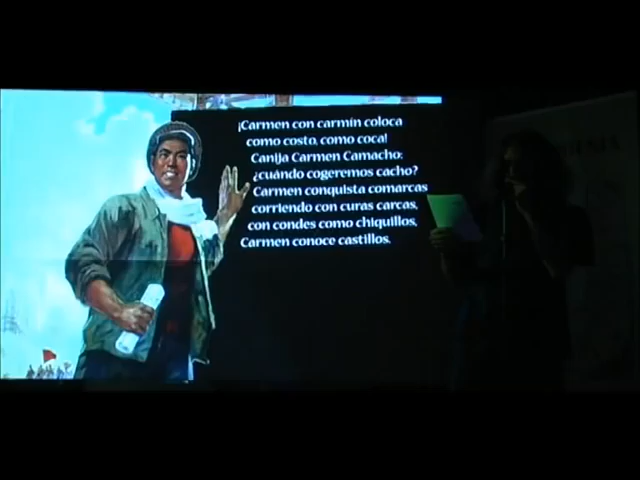 ¡Carmen con carmín coloca
como costo, como coca!
Canija Carmen Camacho:
¿cuándo cogeremos cacho?
Carmen conquista comarcas
corriendo con curas carcas,
con condes como chiquillos,
Carmen conoce castillos.